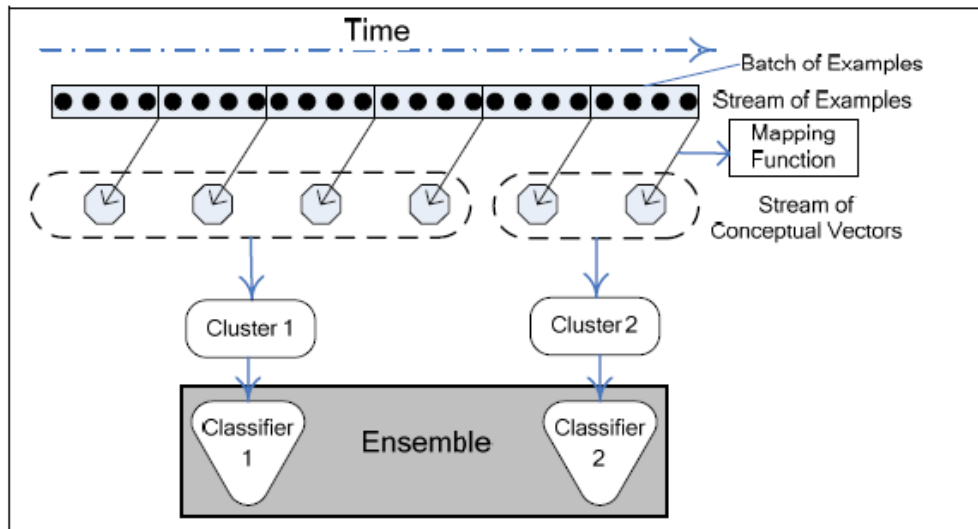 Time
Batch of Examples
Stream of Examples
Mapping
Function
Stream of
Conceptual Vectors
Cluster 1
Cluster 2
Classifier
1
Ensemble
Classifier
2